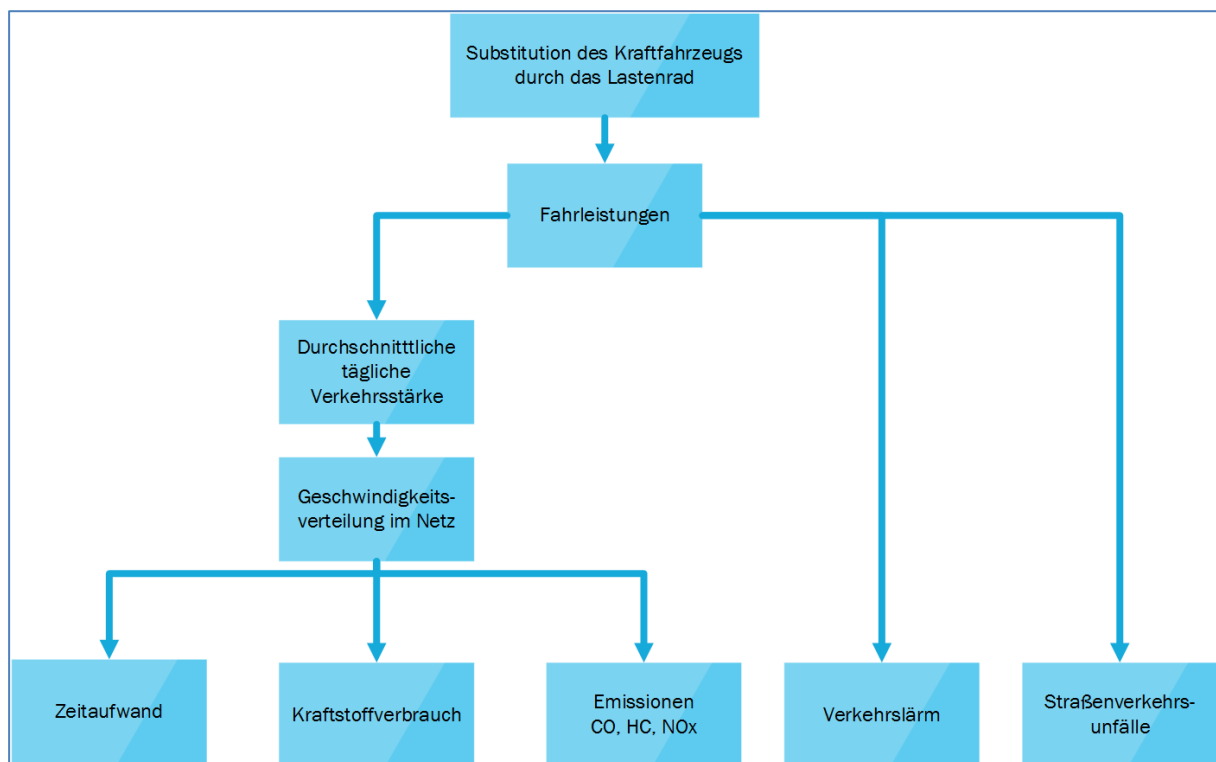 Substitution des Kraftfahrzeugs
durch das Lastenrad
Fahrleistungen
Durchschnitttliche
tägliche
Verkehrsstärke
Geschwindigkeits-
verteilung im Netz
Zeitaufwand
Kraftstoffverbrauch
Emissionen
CO, HC, NOx
Verkehrslärm
Straßenverkehrs-
unfälle